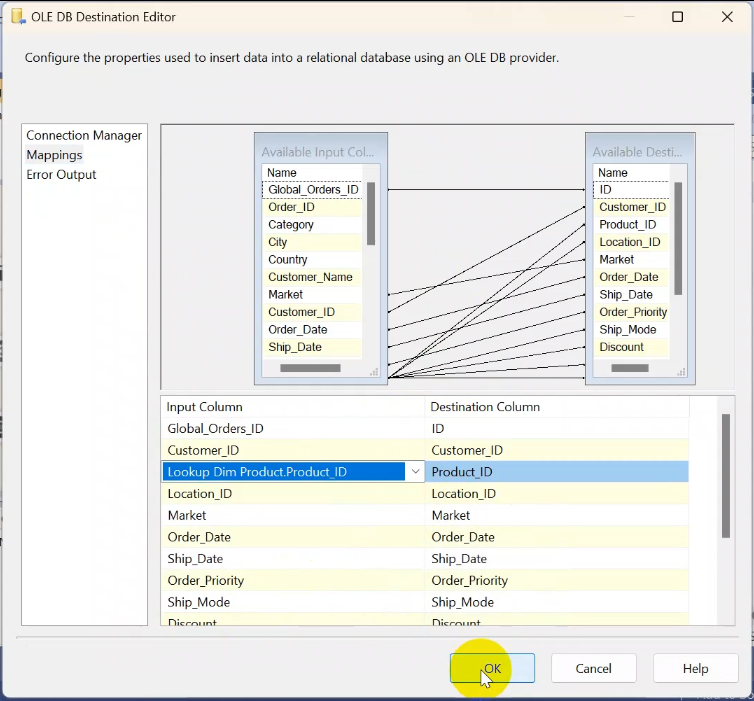 OLE DB Destination Editor
Configure the properties used to insert data into a relational database using an OLE DB provider.
Connection Manager
Mappings
Error Output
Available Input Col...
Name
Global_Orders_ID
Order_ID
Category
City
Country
Customer_Name
Market
Customer_ID
Order_Date
Ship_Date
Available Desti...
Name
ID
Customer_ID
Product_ID
Location_ID
Market
Order_Date
Ship_Date
Order_Priority
Ship_Mode
Discount
Input Column Destination Column
Global_Orders_ID ID
Customer_ID Customer_ID
Lookup Dim Product.Product_ID Product_ID
Location_ID Location_ID
Market Market
Order_Date Order_Date
Ship_Date Ship_Date
Order_Priority Order_Priority
Ship_Mode Ship_Mode
Discount Discount
OK Cancel Help